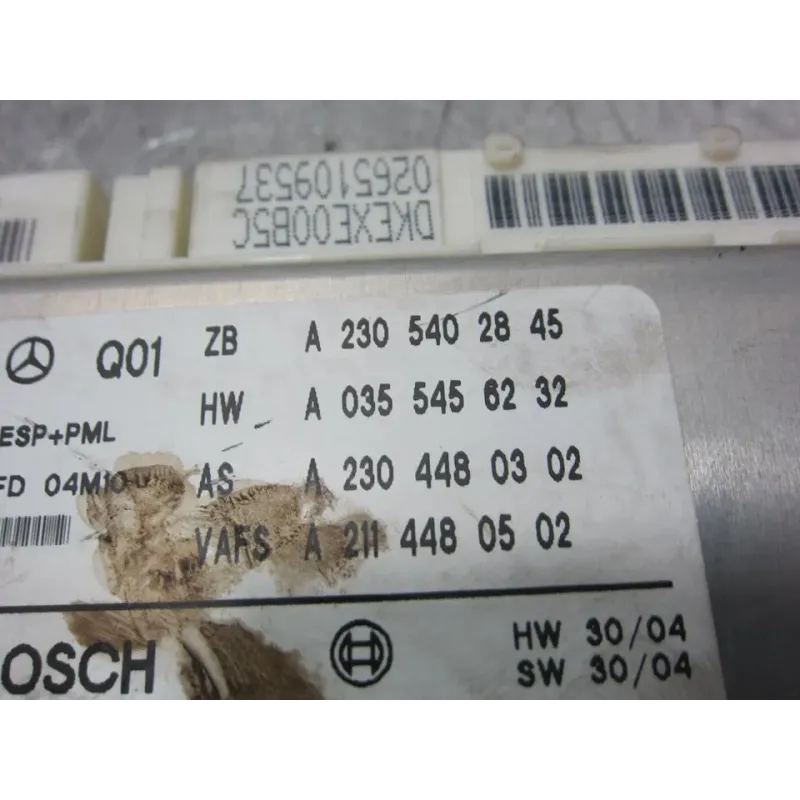 DKEXE00B5C
0265109537
Q01 ZB A 230 540 28 45
HW A 035 545 62 32
ESP+PML
FD 04M10 AS A 230 448 03 02
VAFS A 211 448 05 02
OSCH HW 30/04
SW 30/04